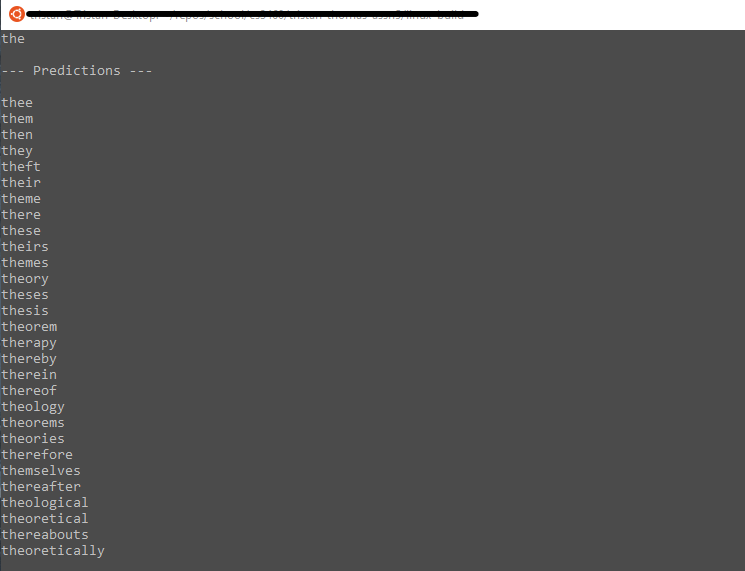 the
--- Predictions ---
thee
them
then
they
theft
their
theme
there
these
theirs
themes
theory
theses
thesis
theorem
therapy
thereby
therein
thereof
theology
theorems
theories
therefore
themselves
thereafter
theological
theoretical
thereabouts
theoretically